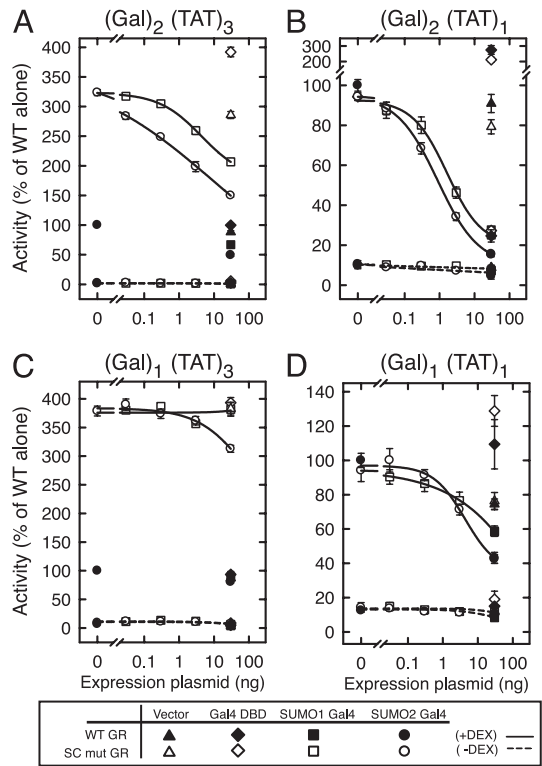 A (Gal)2 (TAT)3
B (Gal)2 (TAT)1
Activity (% of WT alone)
400
350
300
250
200
150
100
50
0
0 0.1 1 10 100
300
200
100
80
60
40
20
0
0 0.1 1 10 100
C (Gal)1 (TAT)3
D (Gal)1 (TAT)1
Activity (% of WT alone)
400
350
300
250
200
150
100
50
0
0 0.1 1 10 100
Expression plasmid (ng)
140
120
100
80
60
40
20
0
0 0.1 1 10 100
Expression plasmid (ng)
Vector Gal4 DBD SUMO1 Gal4 SUMO2 Gal4
WT GR (+DEX)
SC mut GR (-DEX)